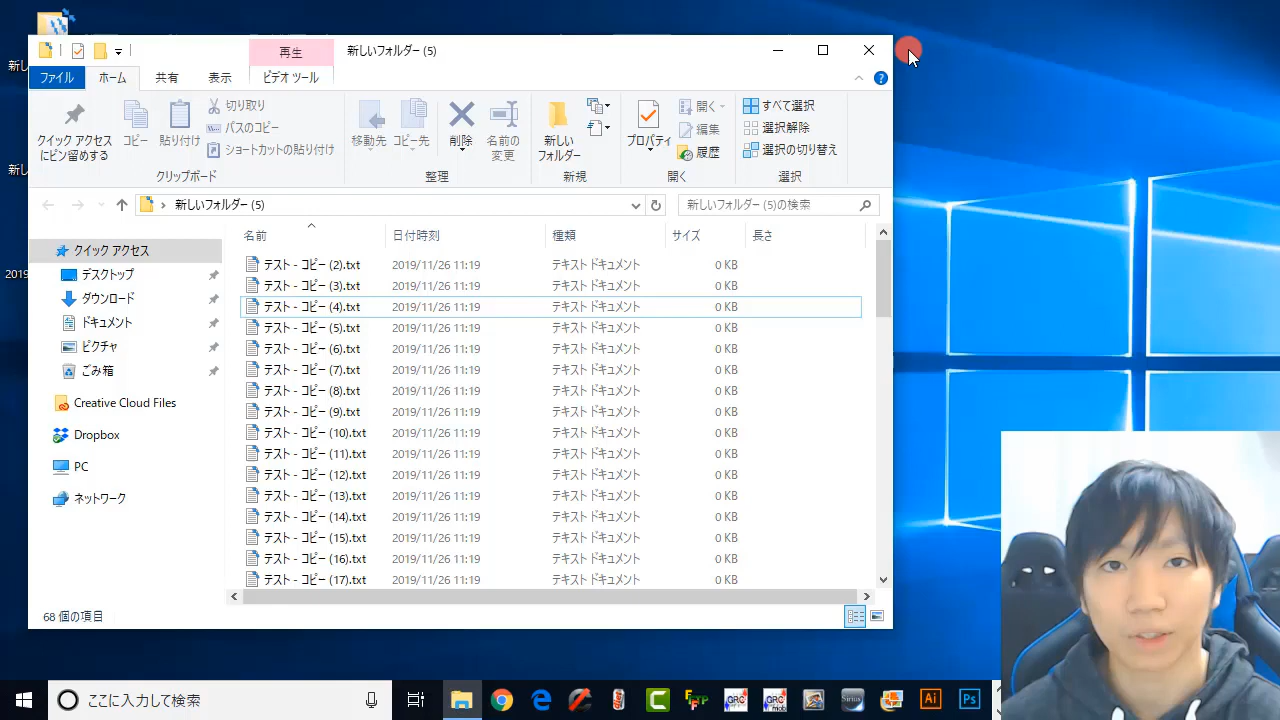 再生
新しいフォルダー (5)
ファイル
ホーム
共有
表示
ビデオ ツール
クイック アクセス
にピン留めする
コピー
貼り付け
切り取り
パスのコピー
ショートカットの貼り付け
クリップボード
移動先
コピー先
削除
名前の
変更
整理
新しい
フォルダー
新規
プロパティ
開く
編集
履歴
開く
すべて選択
選択解除
選択の切り替え
選択
新しいフォルダー (5)
新しいフォルダー (5)の検索
名前
日付時刻
種類
サイズ
長さ
クイック アクセス
デスクトップ
ダウンロード
ドキュメント
ピクチャ
ごみ箱
Creative Cloud Files
Dropbox
PC
ネットワーク
テスト - コピー (2).txt 2019/11/26 11:19 テキスト ドキュメント 0 KB
テスト - コピー (3).txt 2019/11/26 11:19 テキスト ドキュメント 0 KB
テスト - コピー (4).txt 2019/11/26 11:19 テキスト ドキュメント 0 KB
テスト - コピー (5).txt 2019/11/26 11:19 テキスト ドキュメント 0 KB
テスト - コピー (6).txt 2019/11/26 11:19 テキスト ドキュメント 0 KB
テスト - コピー (7).txt 2019/11/26 11:19 テキスト ドキュメント 0 KB
テスト - コピー (8).txt 2019/11/26 11:19 テキスト ドキュメント 0 KB
テスト - コピー (9).txt 2019/11/26 11:19 テキスト ドキュメント 0 KB
テスト - コピー (10).txt 2019/11/26 11:19 テキスト ドキュメント 0 KB
テスト - コピー (11).txt 2019/11/26 11:19 テキスト ドキュメント 0 KB
テスト - コピー (12).txt 2019/11/26 11:19 テキスト ドキュメント 0 KB
テスト - コピー (13).txt 2019/11/26 11:19 テキスト ドキュメント 0 KB
テスト - コピー (14).txt 2019/11/26 11:19 テキスト ドキュメント 0 KB
テスト - コピー (15).txt 2019/11/26 11:19 テキスト ドキュメント 0 KB
テスト - コピー (16).txt 2019/11/26 11:19 テキスト ドキュメント 0 KB
テスト - コピー (17).txt 2019/11/26 11:19 テキスト ドキュメント 0 KB
68 個の項目
新し
新し
2019
ここに入力して検索
Ai
Ps